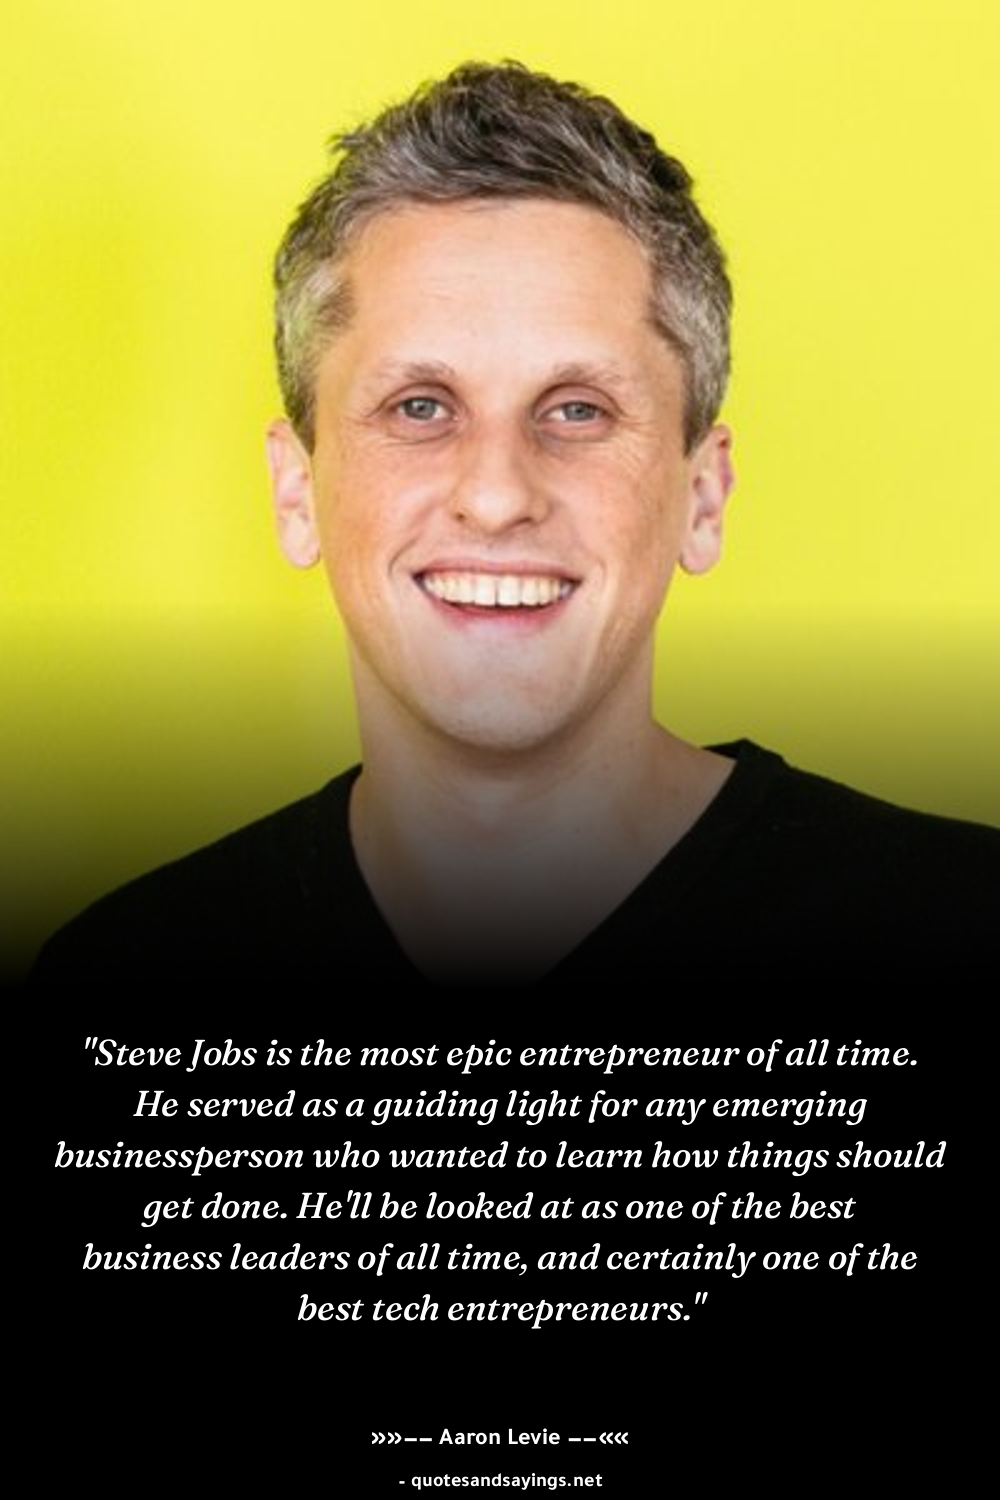 "Steve Jobs is the most epic entrepreneur of all time.
He served as a guiding light for any emerging
businessperson who wanted to learn how things should
get done. He'll be looked at as one of the best
business leaders of all time, and certainly one of the
best tech entrepreneurs."
»»−− Aaron Levie −−««
- quotesandsayings.net